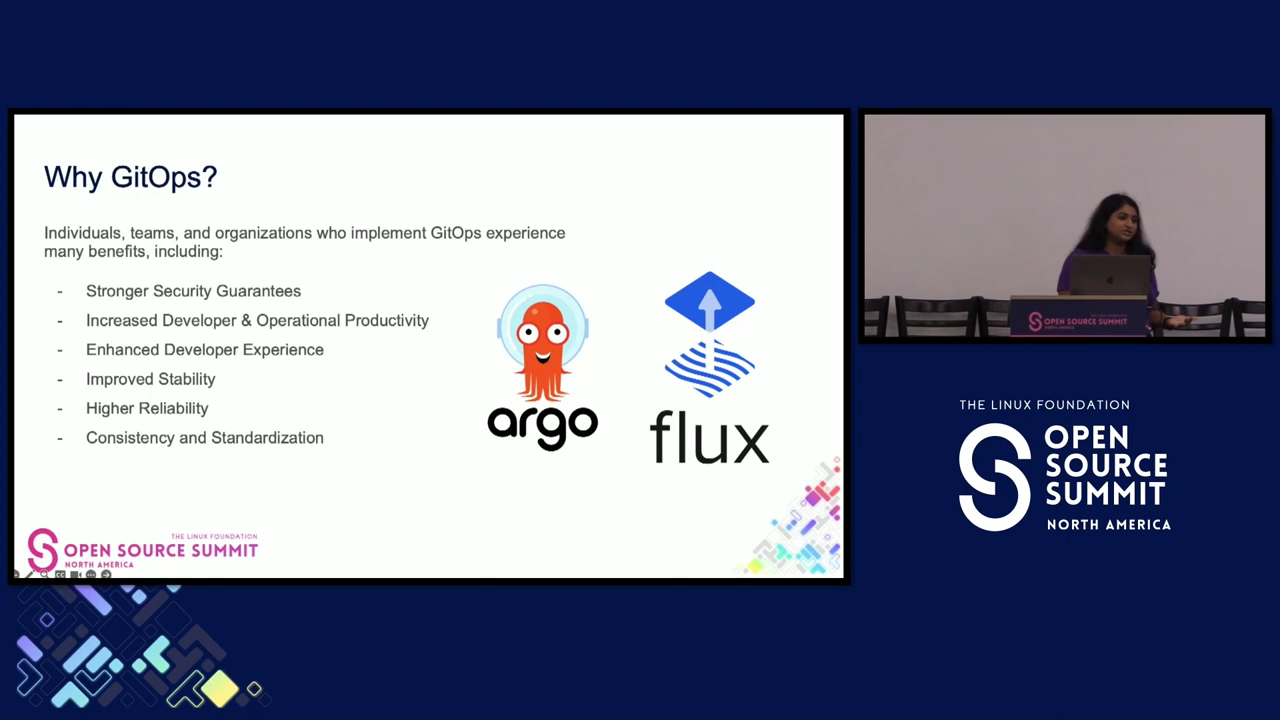 Why GitOps?
Individuals, teams, and organizations who implement GitOps experience
many benefits, including:
- Stronger Security Guarantees
- Increased Developer & Operational Productivity
- Enhanced Developer Experience
- Improved Stability
- Higher Reliability
- Consistency and Standardization
argo
flux
THE LINUX FOUNDATION
OPEN SOURCE SUMMIT
NORTH AMERICA
OPEN SOURCE SUMMIT
THE LINUX FOUNDATION
OPEN
SOURCE
SUMMIT
NORTH AMERICA